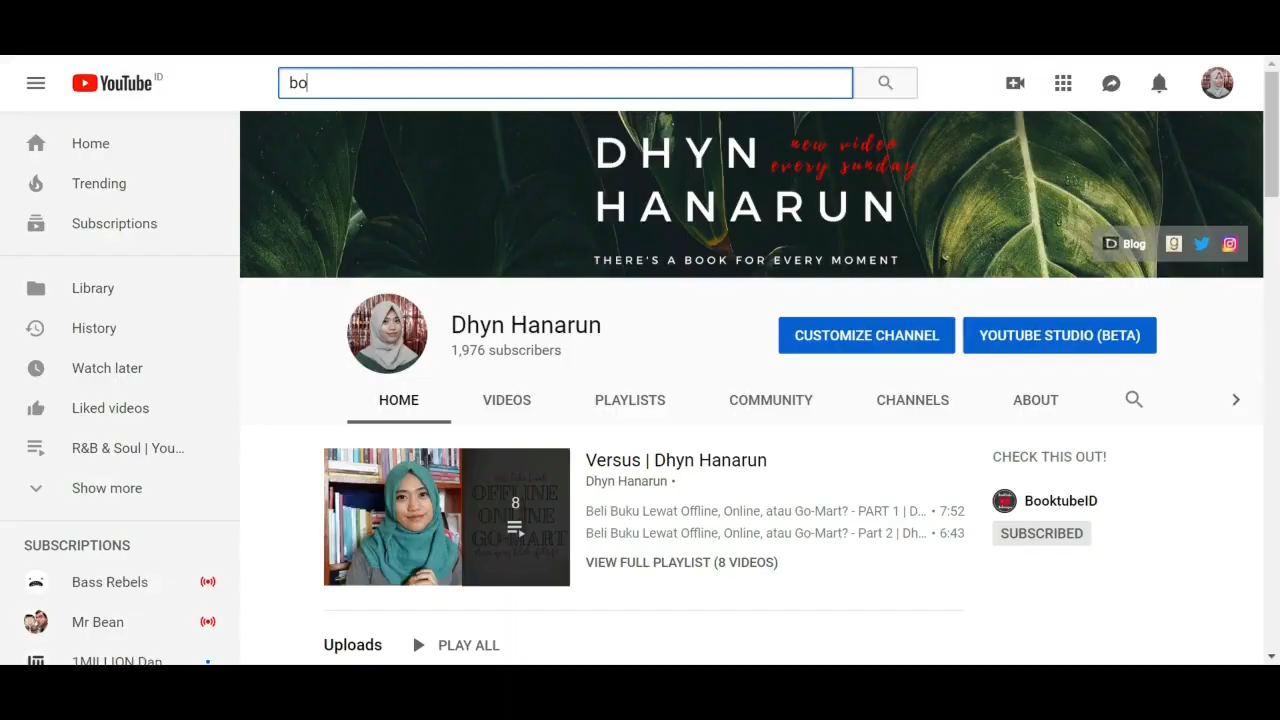 YouTube ID
bo
DHYN
HANARUN
new video
every sunday
THERE'S A BOOK FOR EVERY MOMENT
Blog
Home
Trending
Subscriptions
Library
History
Watch later
Liked videos
R&B & Soul | You...
Show more
SUBSCRIPTIONS
Bass Rebels
Mr Bean
1MILLION Dan
Dhyn Hanarun
1,976 subscribers
CUSTOMIZE CHANNEL
YOUTUBE STUDIO (BETA)
HOME
VIDEOS
PLAYLISTS
COMMUNITY
CHANNELS
ABOUT
OFFLINE
ONLINE
GO-MART
8
Versus | Dhyn Hanarun
Dhyn Hanarun •
Beli Buku Lewat Offline, Online, atau Go-Mart? - PART 1 | D... • 7:52
Beli Buku Lewat Offline, Online, atau Go-Mart? - Part 2 | Dh... • 6:43
VIEW FULL PLAYLIST (8 VIDEOS)
CHECK THIS OUT!
BooktubeID
SUBSCRIBED
Uploads
PLAY ALL